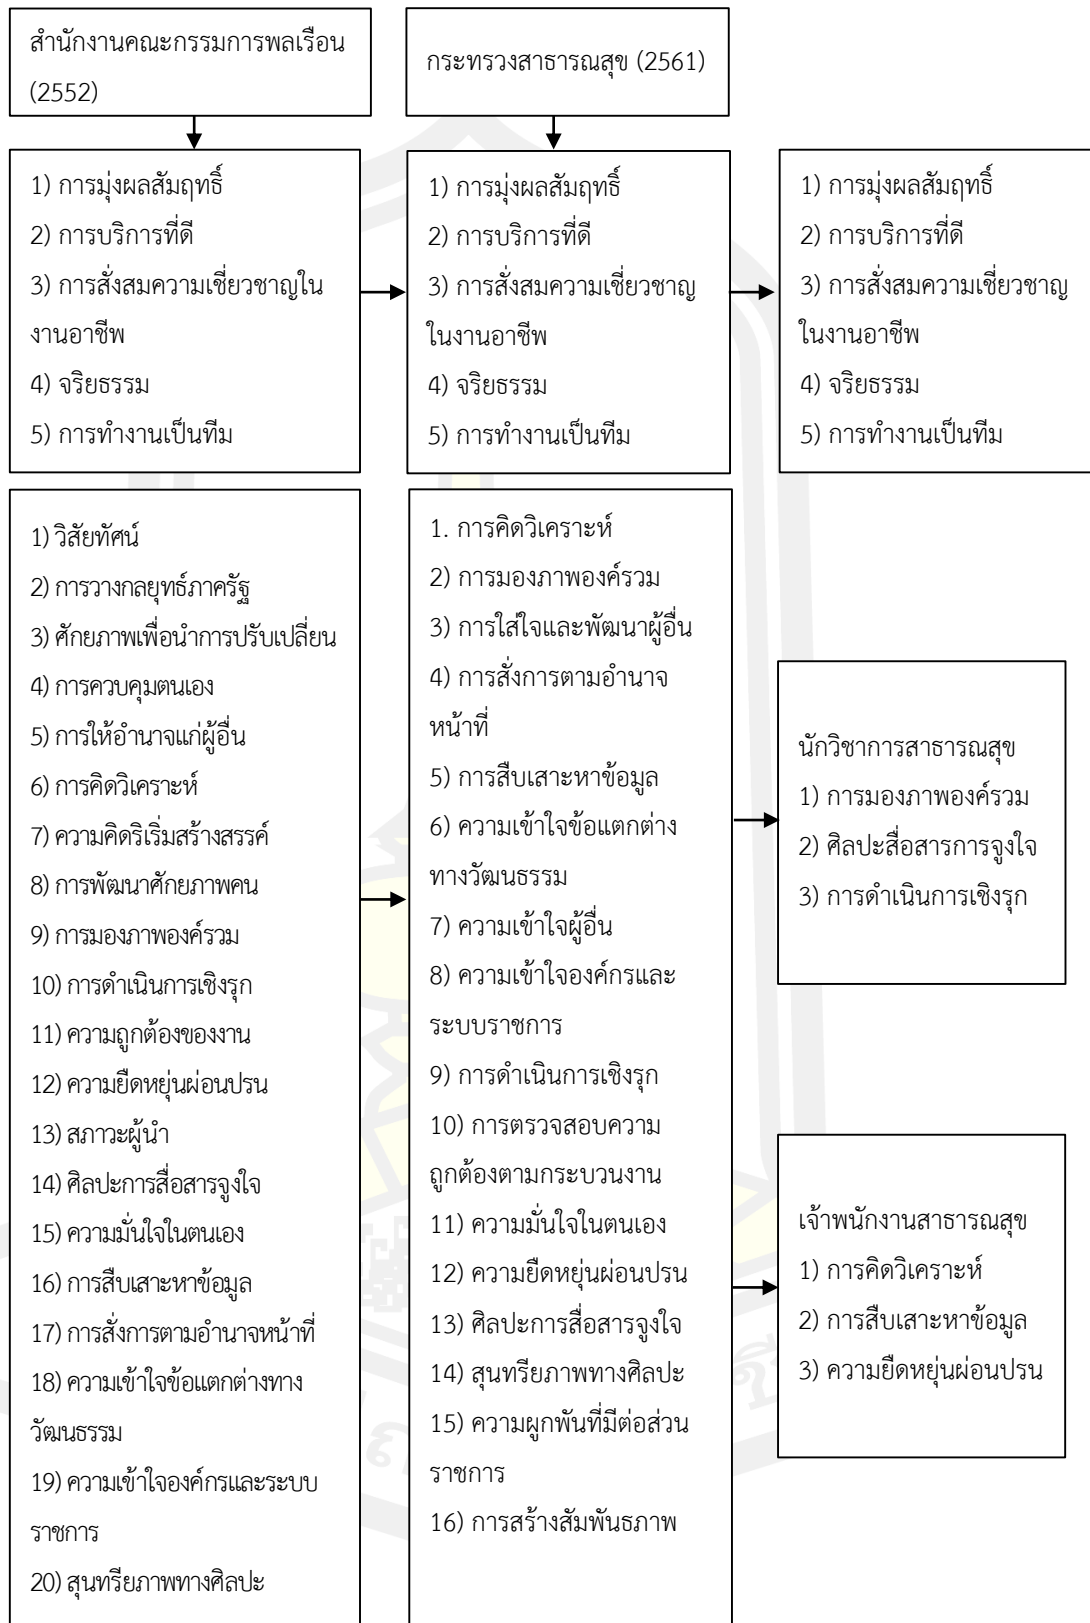 สำนักงานคณะกรรมการพลเรือน
(2552)
กระทรวงสาธารณสุข (2561)
1) การมุ่งผลสัมฤทธิ์
2) การบริการที่ดี
3) การสั่งสมความเชี่ยวชาญใน
งานอาชีพ
4) จริยธรรม
5) การทำงานเป็นทีม
1) การมุ่งผลสัมฤทธิ์
2) การบริการที่ดี
3) การสั่งสมความเชี่ยวชาญ
ในงานอาชีพ
4) จริยธรรม
5) การทำงานเป็นทีม
1) การมุ่งผลสัมฤทธิ์
2) การบริการที่ดี
3) การสั่งสมความเชี่ยวชาญ
ในงานอาชีพ
4) จริยธรรม
5) การทำงานเป็นทีม
1) วิสัยทัศน์
2) การวางกลยุทธ์ภาครัฐ
3) ศักยภาพเพื่อนำการปรับเปลี่ยน
4) การควบคุมตนเอง
5) การให้อำนาจแก่ผู้อื่น
6) การคิดวิเคราะห์
7) ความคิดริเริ่มสร้างสรรค์
8) การพัฒนาศักยภาพคน
9) การมองภาพองค์รวม
10) การดำเนินการเชิงรุก
11) ความถูกต้องของงาน
12) ความยืดหยุ่นผ่อนปรน
13) สภาวะผู้นำ
14) ศิลปะการสื่อสารจูงใจ
15) ความมั่นใจในตนเอง
16) การสืบเสาะหาข้อมูล
17) การสั่งการตามอำนาจหน้าที่
18) ความเข้าใจข้อแตกต่างทาง
วัฒนธรรม
19) ความเข้าใจองค์กรและระบบ
ราชการ
20) สุนทรียภาพทางศิลปะ
1. การคิดวิเคราะห์
2) การมองภาพองค์รวม
3) การใส่ใจและพัฒนาผู้อื่น
4) การสั่งการตามอำนาจ
หน้าที่
5) การสืบเสาะหาข้อมูล
6) ความเข้าใจข้อแตกต่าง
ทางวัฒนธรรม
7) ความเข้าใจผู้อื่น
8) ความเข้าใจองค์กรและ
ระบบราชการ
9) การดำเนินการเชิงรุก
10) การตรวจสอบความ
ถูกต้องตามกระบวนงาน
11) ความมั่นใจในตนเอง
12) ความยืดหยุ่นผ่อนปรน
13) ศิลปะการสื่อสารจูงใจ
14) สุนทรียภาพทางศิลปะ
15) ความผูกพันที่มีต่อส่วน
ราชการ
16) การสร้างสัมพันธภาพ
นักวิชาการสาธารณสุข
1) การมองภาพองค์รวม
2) ศิลปะสื่อสารการจูงใจ
3) การดำเนินการเชิงรุก
เจ้าพนักงานสาธารณสุข
1) การคิดวิเคราะห์
2) การสืบเสาะหาข้อมูล
3) ความยืดหยุ่นผ่อนปรน